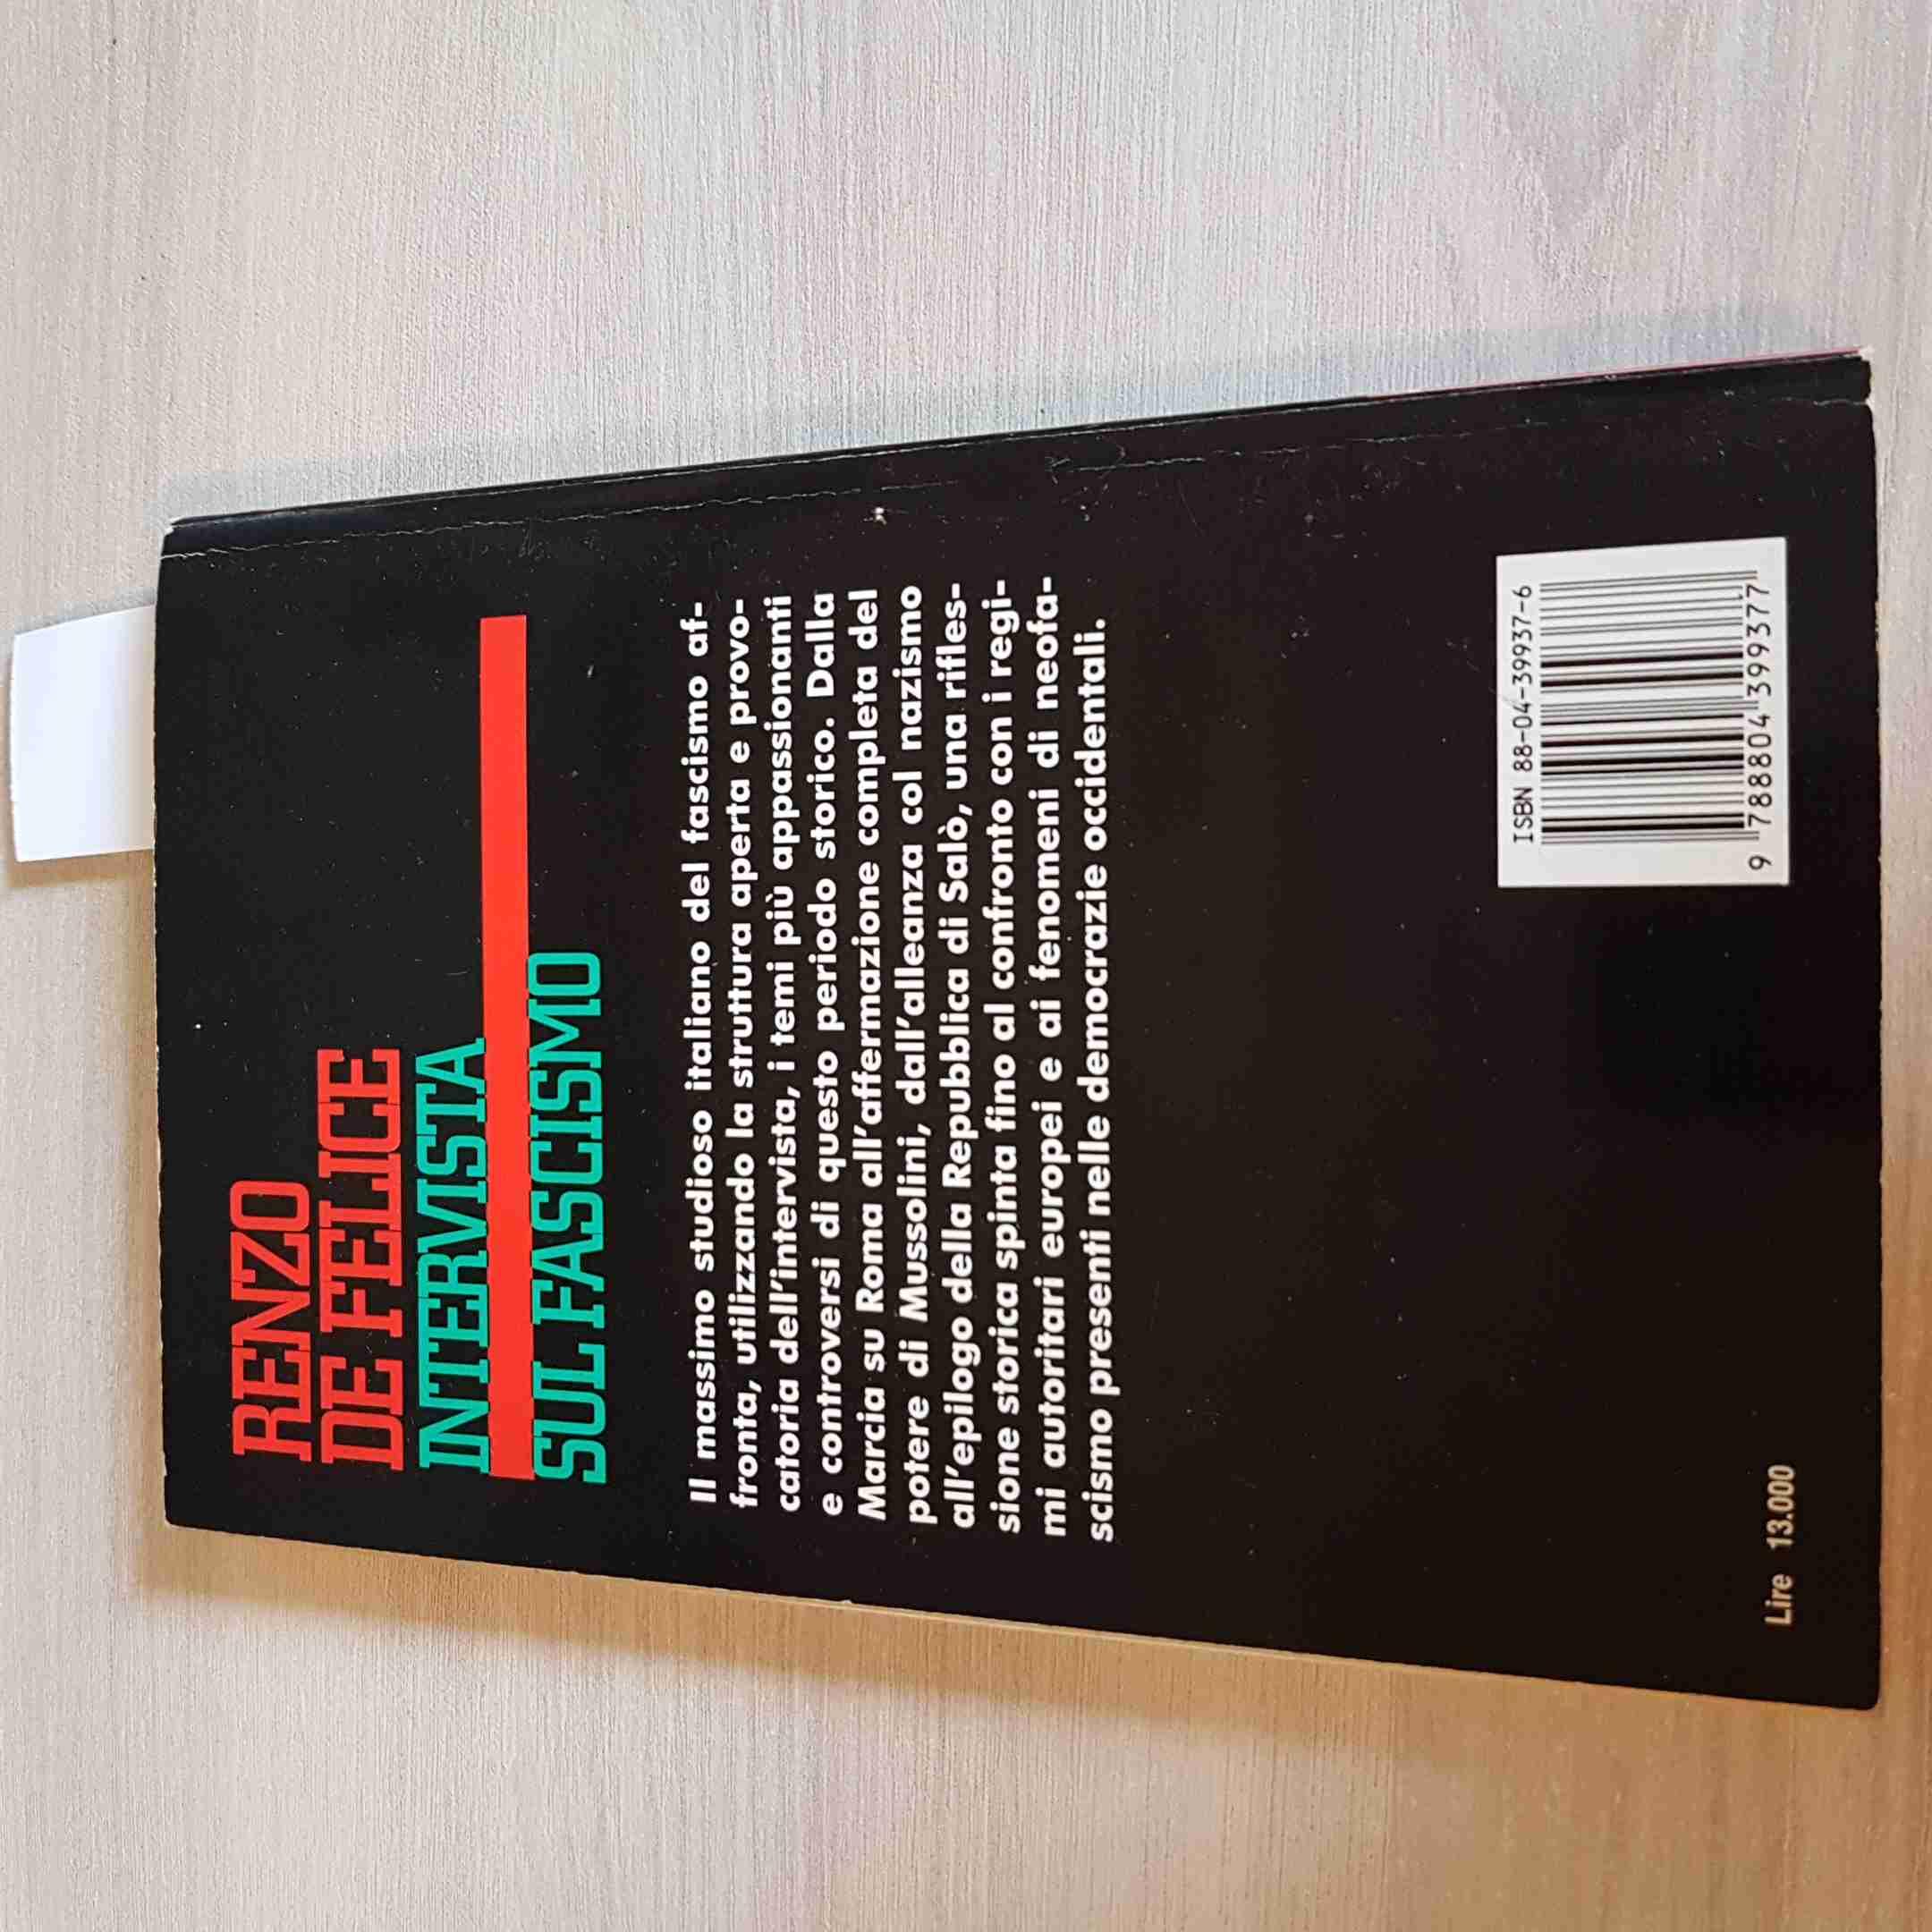 RENZO
DE FELICE
INTERVISTA
SUL FASCISMO
Il massimo studioso italiano del fascismo af-
fronta, utilizzando la struttura aperta e provo-
catoria dell'intervista, i temi più appassionanti
e controversi di questo periodo storico. Dalla
Marcia su Roma all'affermazione completa del
potere di Mussolini, dall'alleanza col nazismo
all'epilogo della Repubblica di Salò, una rifles-
sione storica spinta fino al confronto con i regi-
mi autoritari europei e ai fenomeni di neofa-
scismo presenti nelle democrazie occidentali.
ISBN 88-04-39937-6
9 788804 399377
Lire 13.000